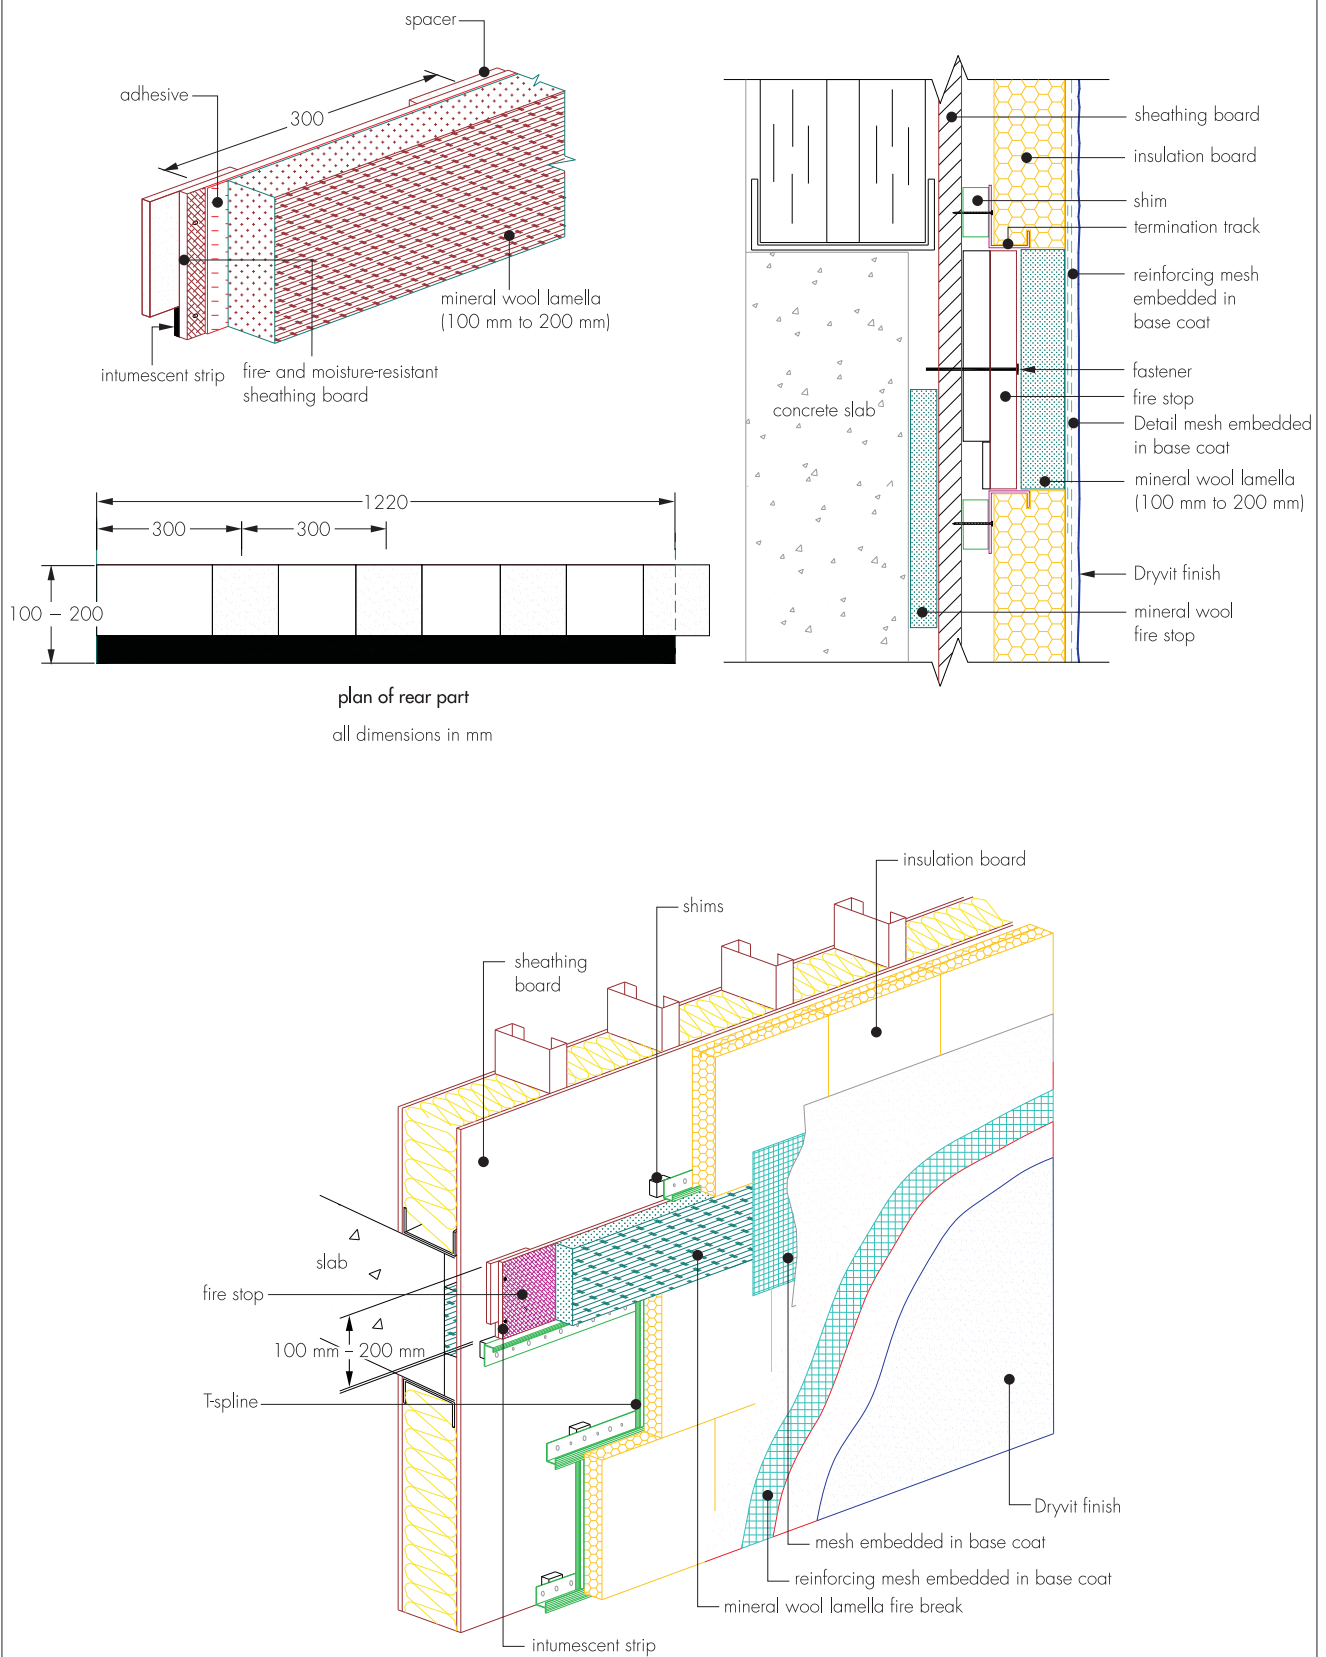 spacer
adhesive
300
mineral wool lamella
(100 mm to 200 mm)
intumescent strip
fire- and moisture-resistant
sheathing board
1220
300
300
100 – 200
plan of rear part
all dimensions in mm
sheathing board
insulation board
shim
termination track
reinforcing mesh
embedded in
base coat
fastener
fire stop
concrete slab
Detail mesh embedded
in base coat
mineral wool lamella
(100 mm to 200 mm)
Dryvit finish
mineral wool
fire stop
insulation board
shims
sheathing
board
slab
fire stop
100 mm – 200 mm
T-spline
Dryvit finish
mesh embedded in base coat
reinforcing mesh embedded in base coat
mineral wool lamella fire break
intumescent strip